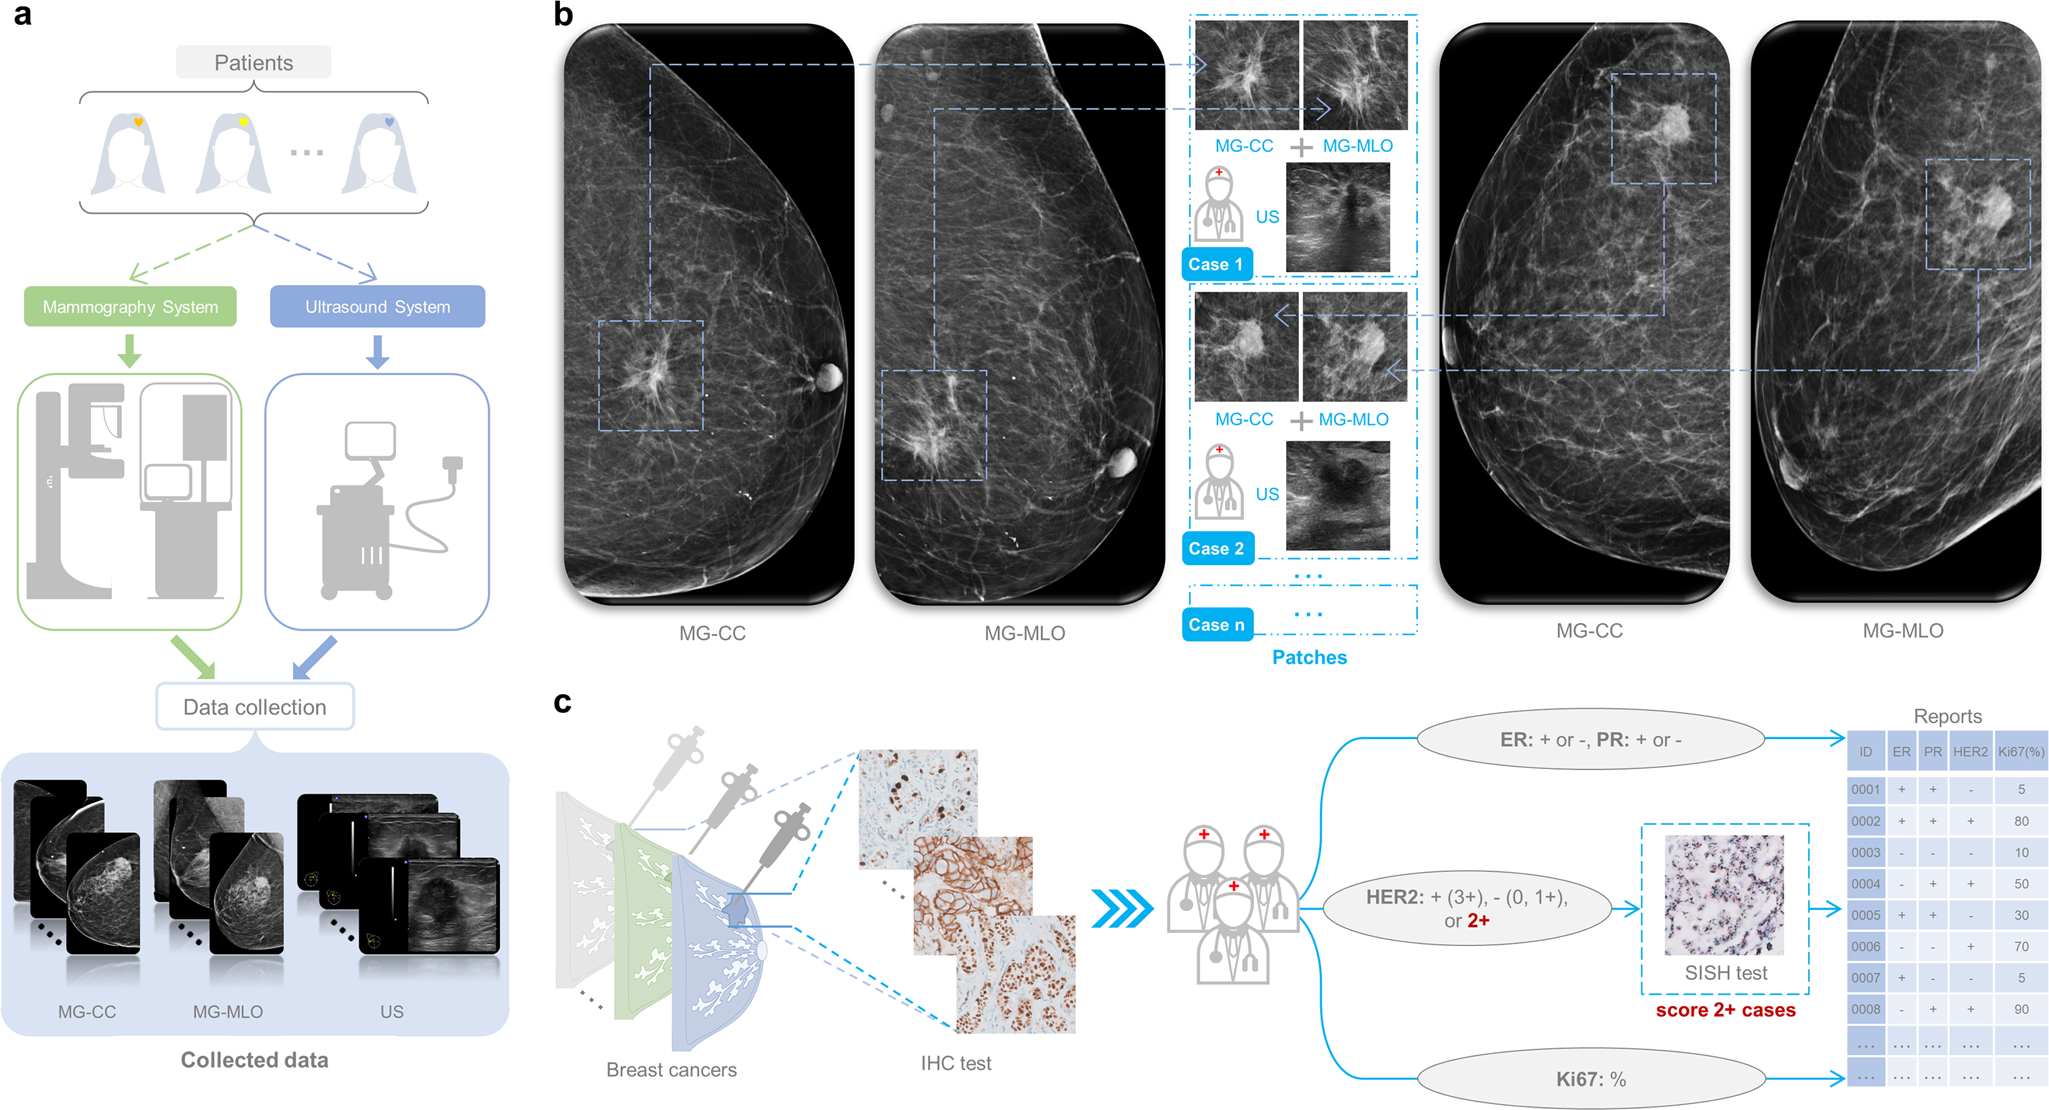 a
Patients
...
Mammography System
Ultrasound System
Data collection
MG-CC
MG-MLO
US
Collected data
b
MG-CC
MG-MLO
MG-CC + MG-MLO
US
Case 1
MG-CC + MG-MLO
US
Case 2
...
...
Case n
Patches
MG-CC
MG-MLO
c
Breast cancers
IHC test
ER: + or -, PR: + or -
HER2: + (3+), - (0, 1+),
or 2+
Ki67: %
SISH test
score 2+ cases
Reports
ID ER PR HER2 Ki67(%)
0001 + + - 5
0002 + + + 80
0003 - - - 10
0004 - + + 50
0005 + + - 30
0006 - - + 70
0007 + - - 5
0008 - + + 90
... ... ... ... ...
... ... ... ... ...